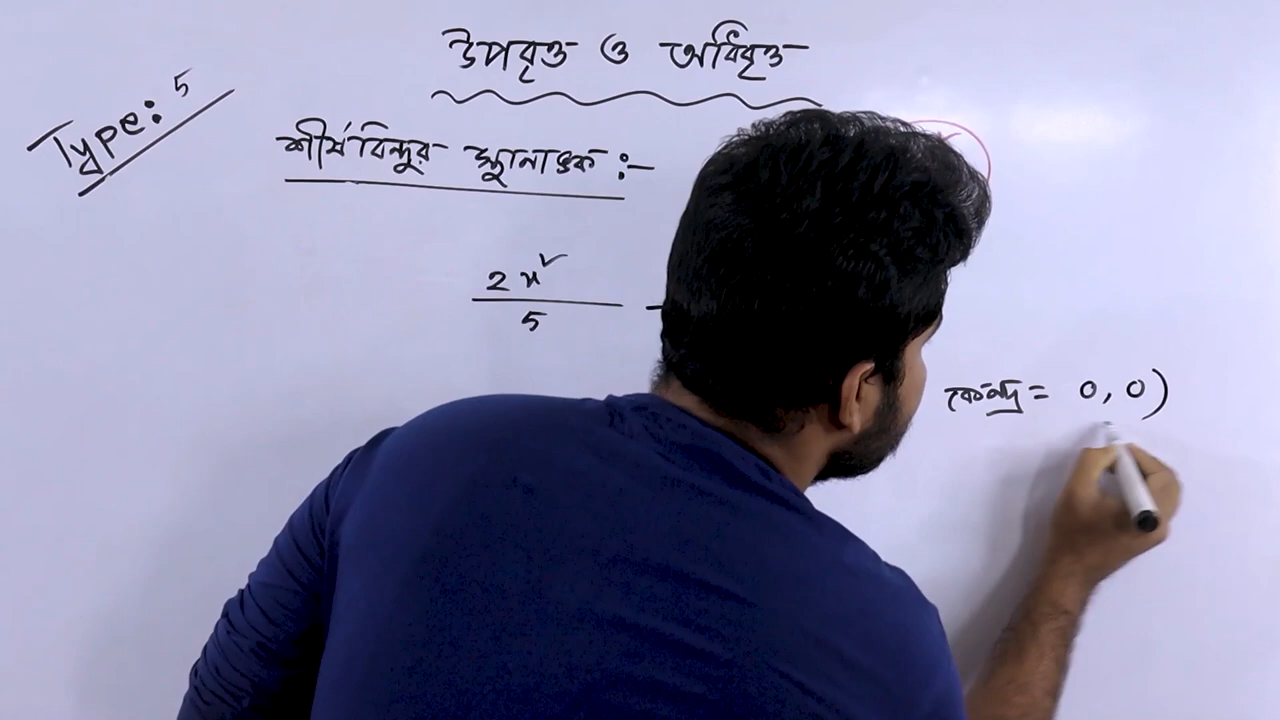 উপবৃত্ত ও অধিবৃত্ত
Type: 5
শীর্ষবিন্দুর স্থানাঙ্ক :-
2x²
5
কেন্দ্র = 0, 0)